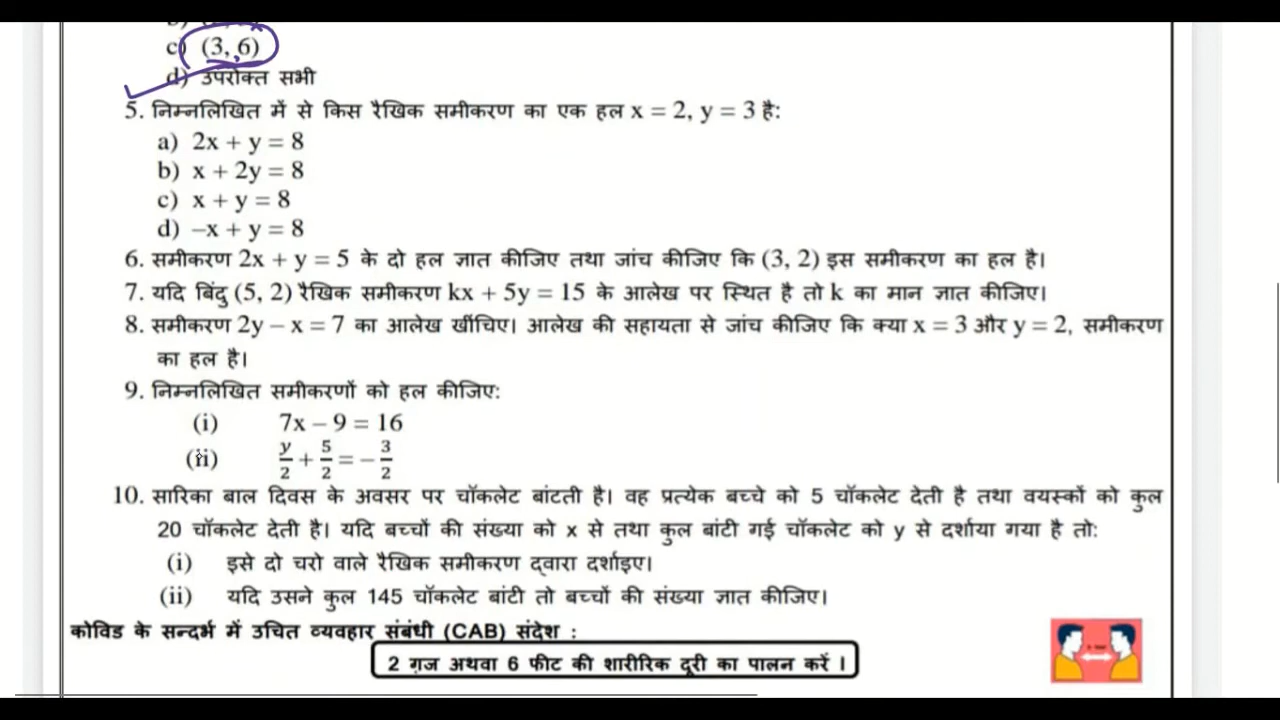 c) (3, 6)
d) उपरोक्त सभी
5. निम्नलिखित में से किस रैखिक समीकरण का एक हल x = 2, y = 3 है:
a) 2x + y = 8
b) x + 2y = 8
c) x + y = 8
d) –x + y = 8
6. समीकरण 2x + y = 5 के दो हल ज्ञात कीजिए तथा जांच कीजिए कि (3, 2) इस समीकरण का हल है।
7. यदि बिंदु (5, 2) रैखिक समीकरण kx + 5y = 15 के आलेख पर स्थित है तो k का मान ज्ञात कीजिए।
8. समीकरण 2y – x = 7 का आलेख खींचिए। आलेख की सहायता से जांच कीजिए कि क्या x = 3 और y = 2, समीकरण
का हल है।
9. निम्नलिखित समीकरणों को हल कीजिए:
(i) 7x – 9 = 16
(ii) y/2 + 5/2 = – 3/2
10. सारिका बाल दिवस के अवसर पर चॉकलेट बांटती है। वह प्रत्येक बच्चे को 5 चॉकलेट देती है तथा वयस्कों को कुल
20 चॉकलेट देती है। यदि बच्चों की संख्या को x से तथा कुल बांटी गई चॉकलेट को y से दर्शाया गया है तो:
(i) इसे दो चरो वाले रैखिक समीकरण द्वारा दर्शाइए।
(ii) यदि उसने कुल 145 चॉकलेट बांटी तो बच्चों की संख्या ज्ञात कीजिए।
कोविड के सन्दर्भ में उचित व्यवहार संबंधी (CAB) संदेश :
2 ग़ज अथवा 6 फीट की शारीरिक दूरी का पालन करें ।